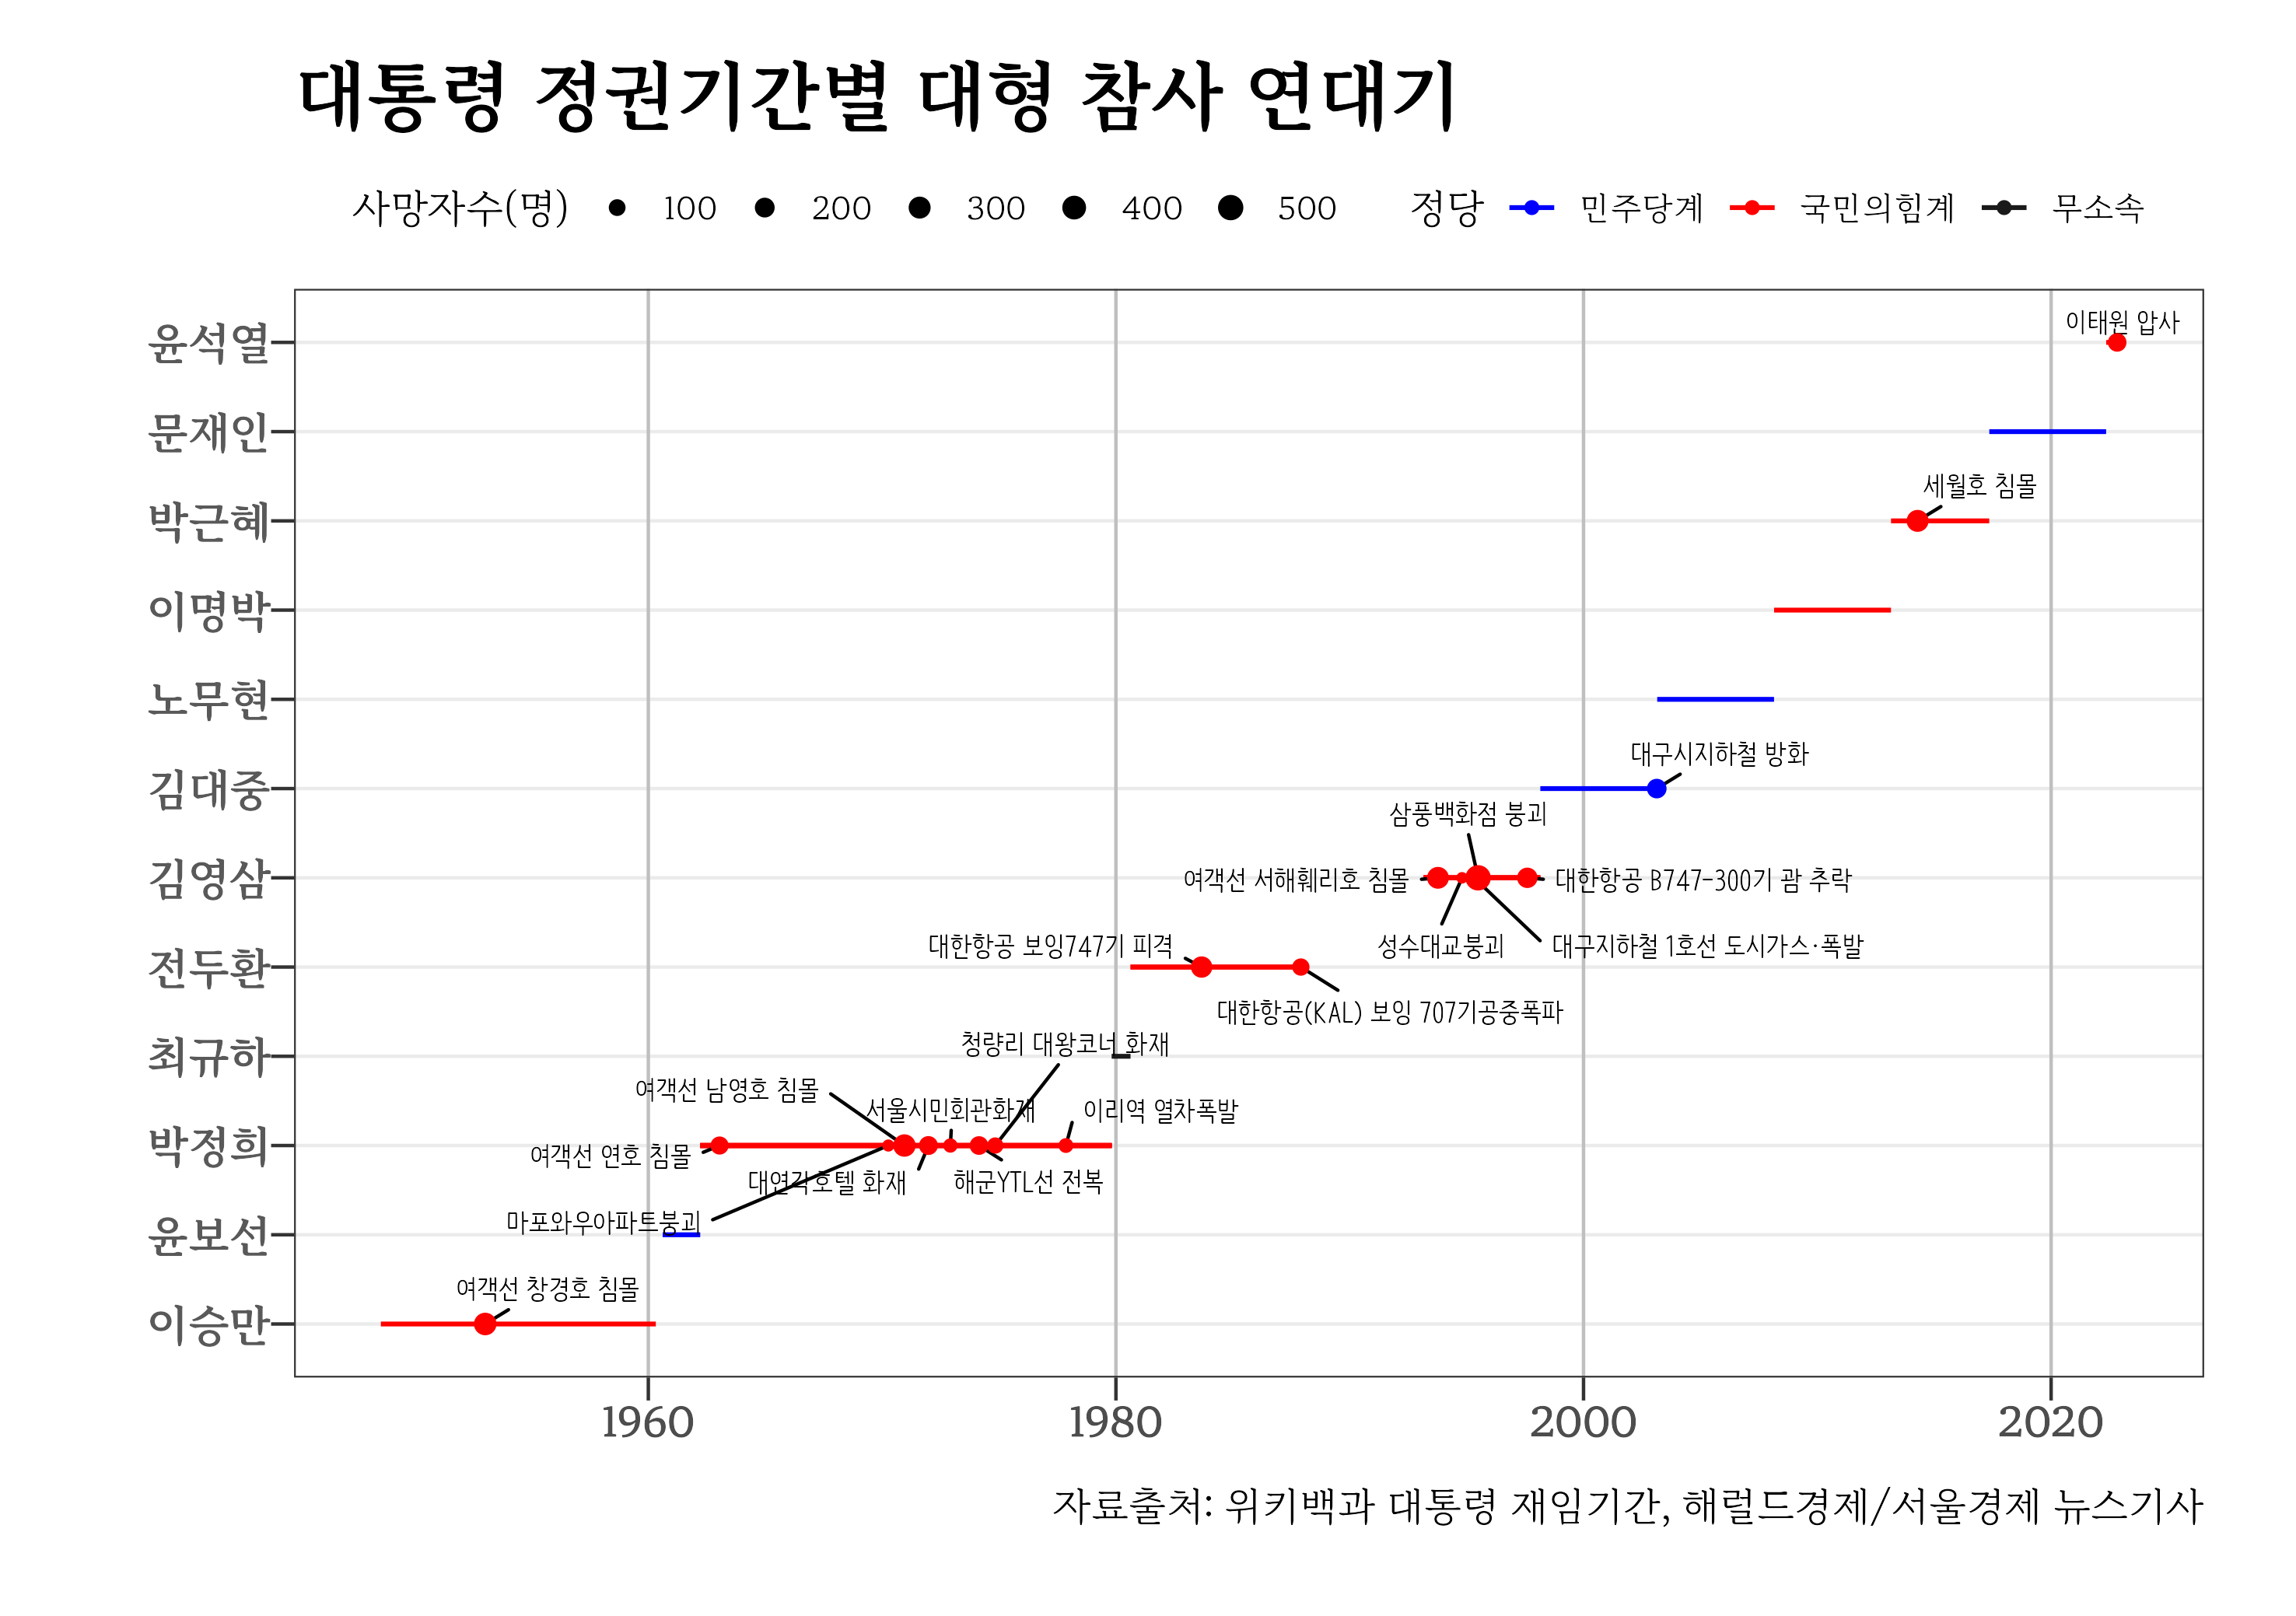 대통령 정권기간별 대형 참사 연대기
사망자수(명) 100 200 300 400 500 정당 민주당계 국민의힘계 무소속
이태원 압사
윤석열
문재인
세월호 침몰
박근혜
이명박
노무현
대구시지하철 방화
김대중
삼풍백화점 붕괴
김영삼
여객선 서해훼리호 침몰
대한항공 B747-300기 괌 추락
대한항공 보잉747기 피격
성수대교붕괴
대구지하철 1호선 도시가스·폭발
전두환
대한항공(KAL) 보잉 707기공중폭파
청량리 대왕코너 화재
최규하
여객선 남영호 침몰
서울시민회관화재
이리역 열차폭발
박정희
여객선 연호 침몰
대연각호텔 화재
해군YTL선 전복
마포와우아파트붕괴
윤보선
여객선 창경호 침몰
이승만
1960 1980 2000 2020
자료출처: 위키백과 대통령 재임기간, 해럴드경제/서울경제 뉴스기사